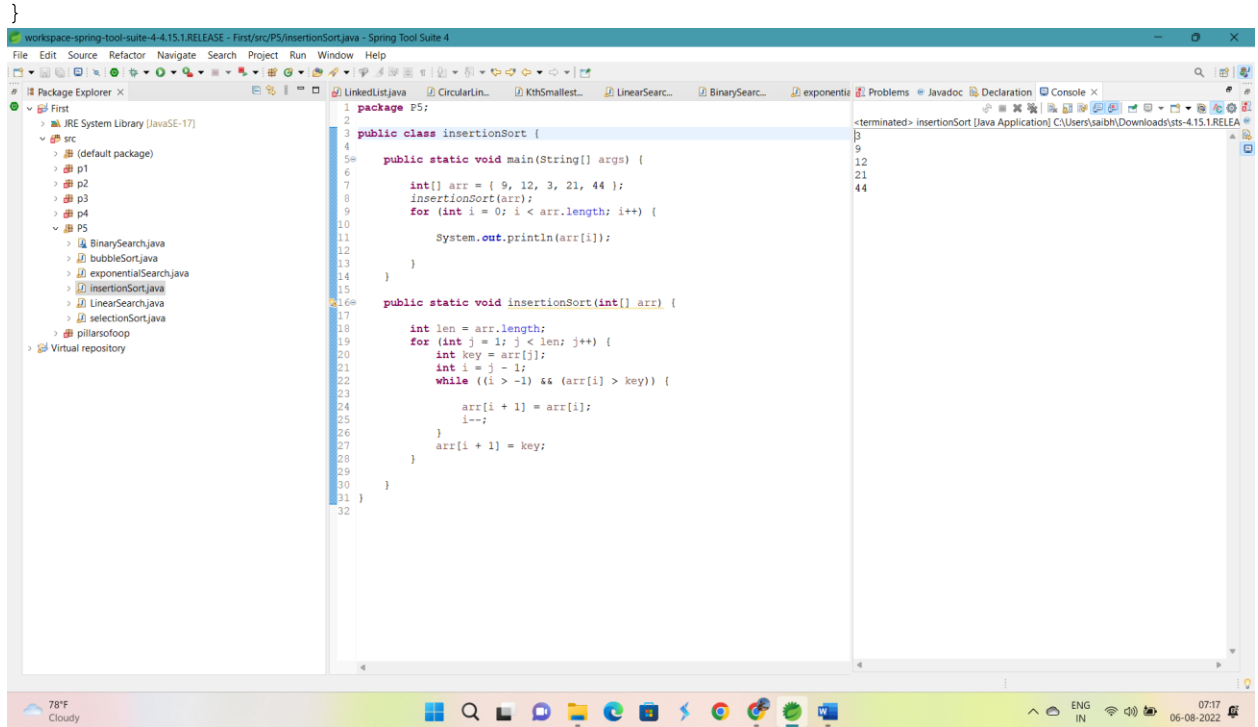 }
workspace-spring-tool-suite-4-4.15.1.RELEASE - First/src/P5/insertionSort.java - Spring Tool Suite 4
File Edit Source Refactor Navigate Search Project Run Window Help
Package Explorer
First
JRE System Library [JavaSE-17]
src
(default package)
p1
p2
p3
p4
P5
BinarySearch.java
bubbleSort.java
exponentialSearch.java
insertionSort.java
LinearSearch.java
selectionSort.java
pillarsofoop
Virtual repository
LinkedList.java CircularLin... KthSmallest... LinearSearc... BinarySearc... exponentia
1 package P5;
2
3 public class insertionSort {
4
5 public static void main(String[] args) {
6
7 int[] arr = { 9, 12, 3, 21, 44 };
8 insertionSort(arr);
9 for (int i = 0; i < arr.length; i++) {
10
11 System.out.println(arr[i]);
12
13 }
14 }
15
16 public static void insertionSort(int[] arr) {
17
18 int len = arr.length;
19 for (int j = 1; j < len; j++) {
20 int key = arr[j];
21 int i = j - 1;
22 while ((i > -1) && (arr[i] > key)) {
23
24 arr[i + 1] = arr[i];
25 i--;
26 }
27 arr[i + 1] = key;
28 }
29
30 }
31 }
32
Problems Javadoc Declaration Console
<terminated> insertionSort [Java Application] C:\Users\saibh\Downloads\sts-4.15.1.RELEA
3
9
12
21
44
78°F
Cloudy
ENG
IN
07:17
06-08-2022